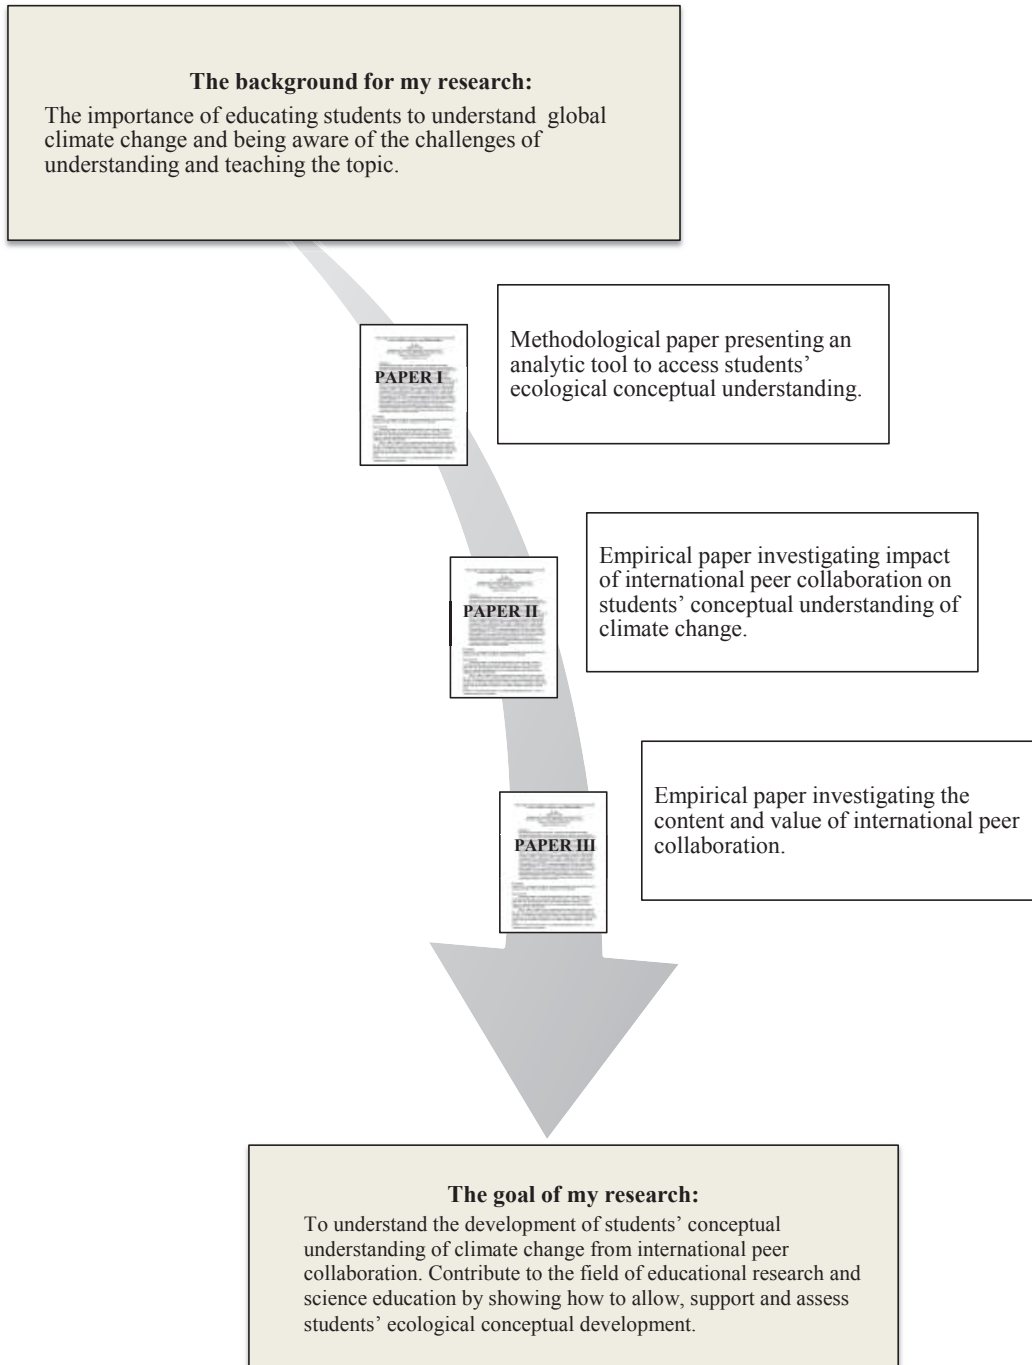 The background for my research:
The importance of educating students to understand global
climate change and being aware of the challenges of
understanding and teaching the topic.
PAPER I
Methodological paper presenting an
analytic tool to access students’
ecological conceptual understanding.
PAPER II
Empirical paper investigating impact
of international peer collaboration on
students’ conceptual understanding of
climate change.
PAPER III
Empirical paper investigating the
content and value of international peer
collaboration.
The goal of my research:
To understand the development of students’ conceptual
understanding of climate change from international peer
collaboration. Contribute to the field of educational research and
science education by showing how to allow, support and assess
students’ ecological conceptual development.